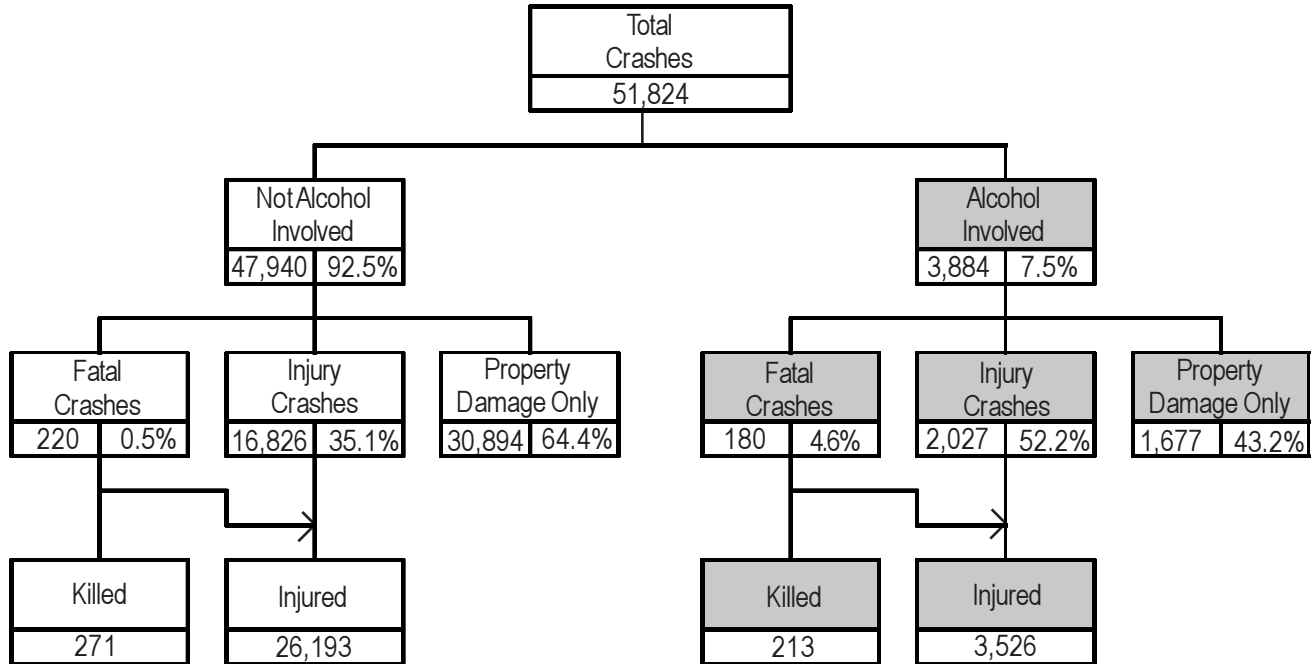 Total
Crashes
51,824
Not Alcohol
Involved
47,940 92.5%
Alcohol
Involved
3,884 7.5%
Fatal
Crashes
220 0.5%
Injury
Crashes
16,826 35.1%
Property
Damage Only
30,894 64.4%
Fatal
Crashes
180 4.6%
Injury
Crashes
2,027 52.2%
Property
Damage Only
1,677 43.2%
Killed
271
Injured
26,193
Killed
213
Injured
3,526